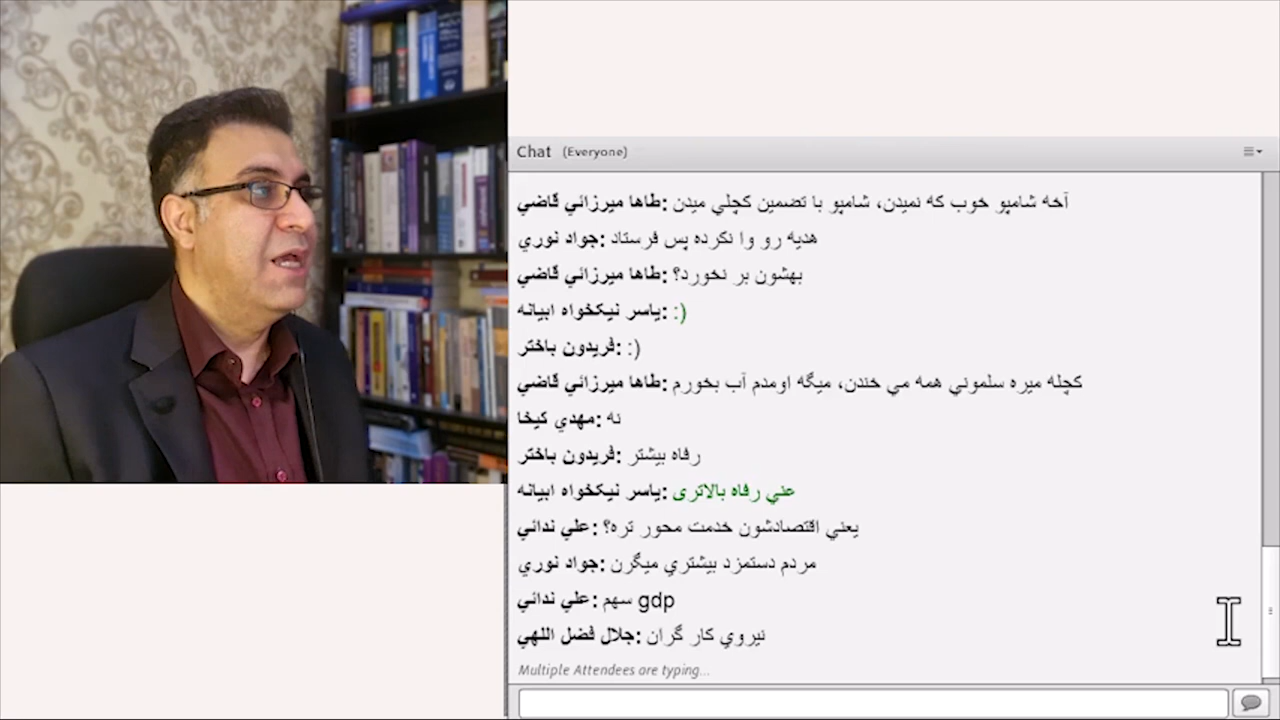 Chat (Everyone)
طاها ميرزائي قاضي: آخه شامپو خوب که نميدن، شامپو با تضمين کچلي ميدن
جواد نوري: هديه رو وا نکرده پس فرستاد
طاها ميرزائي قاضي: بهشون بر نخورد؟
ياسر نيکخواه ابيانه: :)
فريدون باختر: :)
طاها ميرزائي قاضي: کچله ميره سلموني همه مي خندن، ميگه اومدم آب بخورم
مهدي کيخا: نه
فريدون باختر: رفاه بيشتر
ياسر نيکخواه ابيانه: عني رفاه بالاتری
علي ندائي: يعني اقتصادشون خدمت محور تره؟
جواد نوري: مردم دستمزد بيشتري ميگرن
علي ندائي: سهم gdp
جلال فضل اللهي: نيروي کار گران
Multiple Attendees are typing...